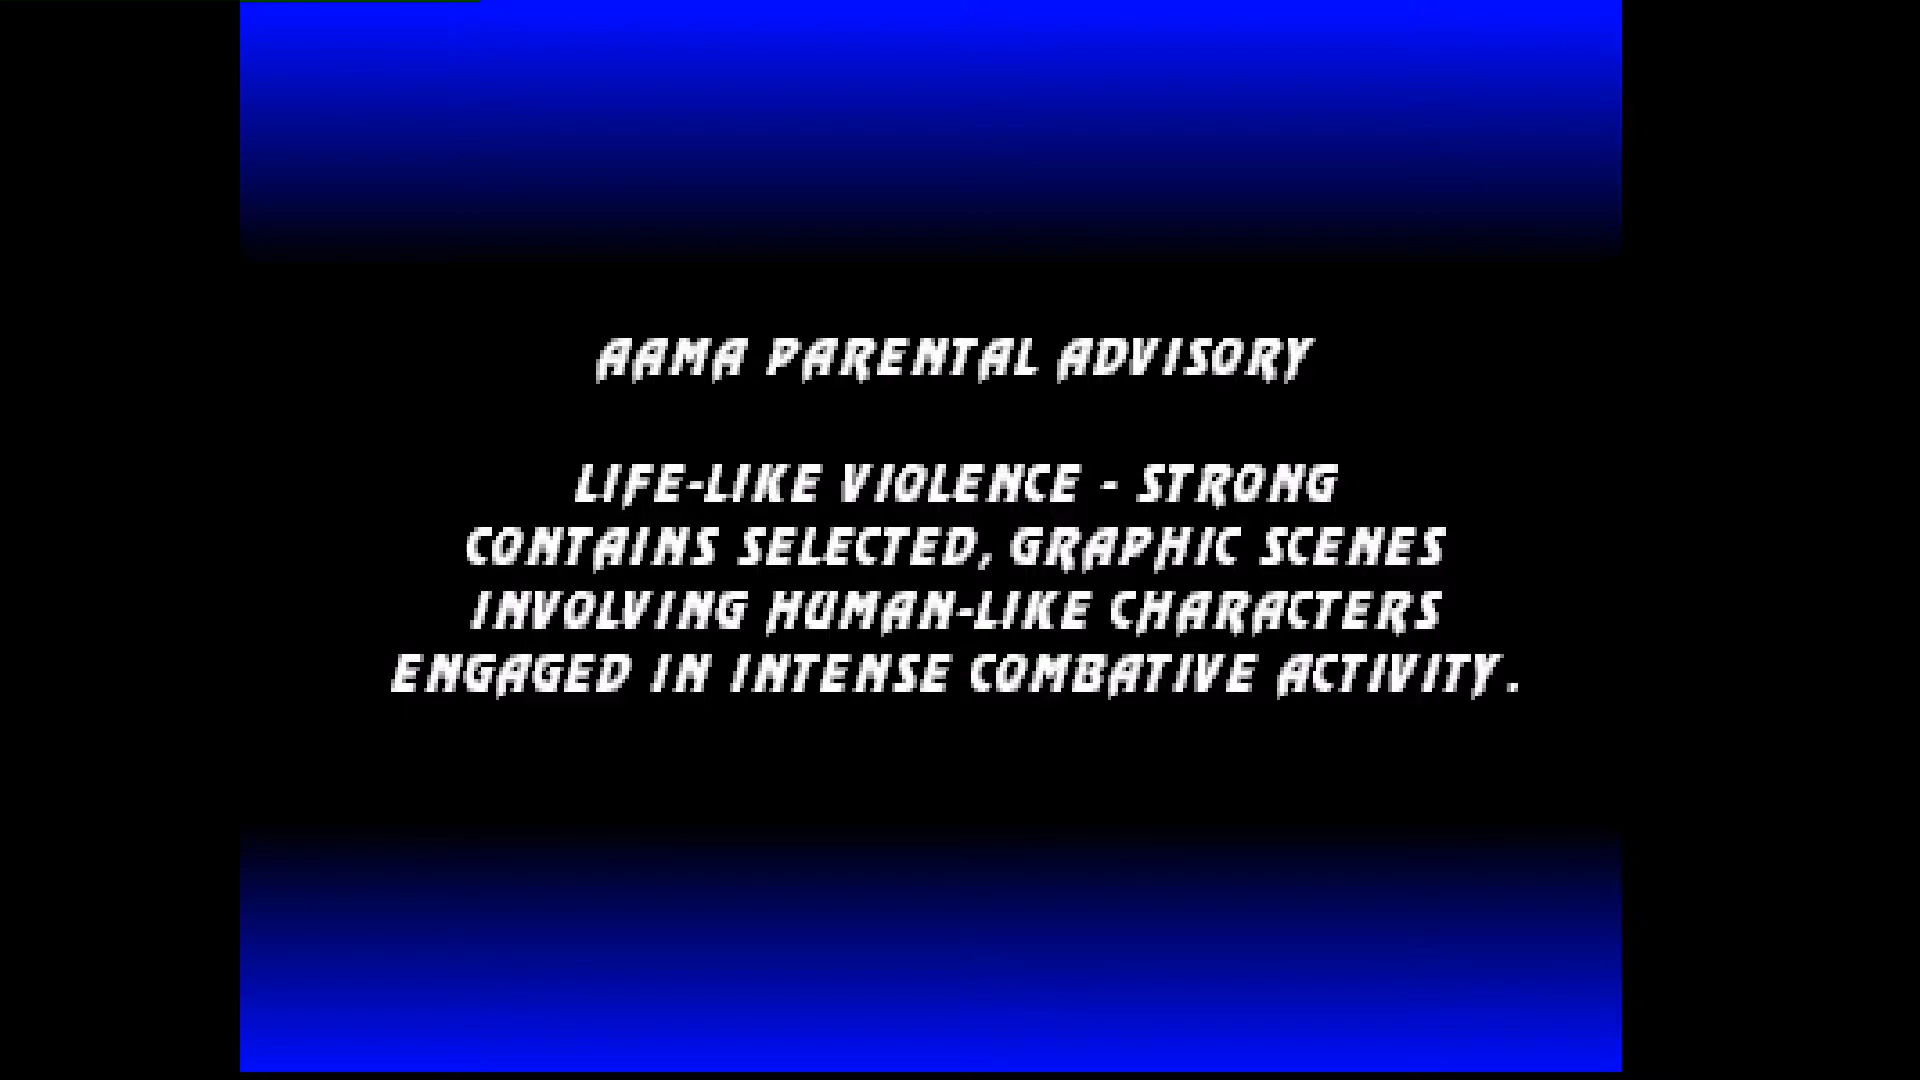 AAMA PARENTAL ADVISORY
LIFE-LIKE VIOLENCE - STRONG
CONTAINS SELECTED, GRAPHIC SCENES
INVOLVING HUMAN-LIKE CHARACTERS
ENGAGED IN INTENSE COMBATIVE ACTIVITY.